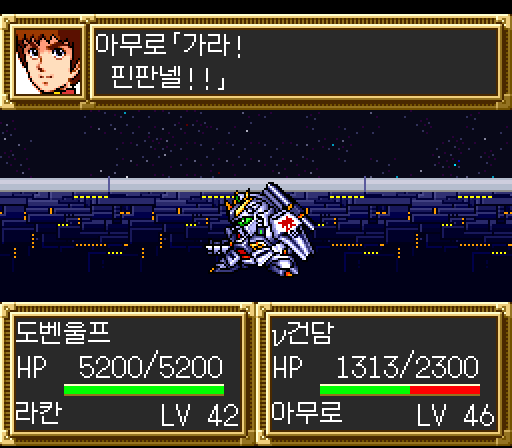 아무로「가라!
핀판넬!!」
도벤울프
HP 5200/5200
라칸 LV 42
ν건담
HP 1313/2300
아무로 LV 46